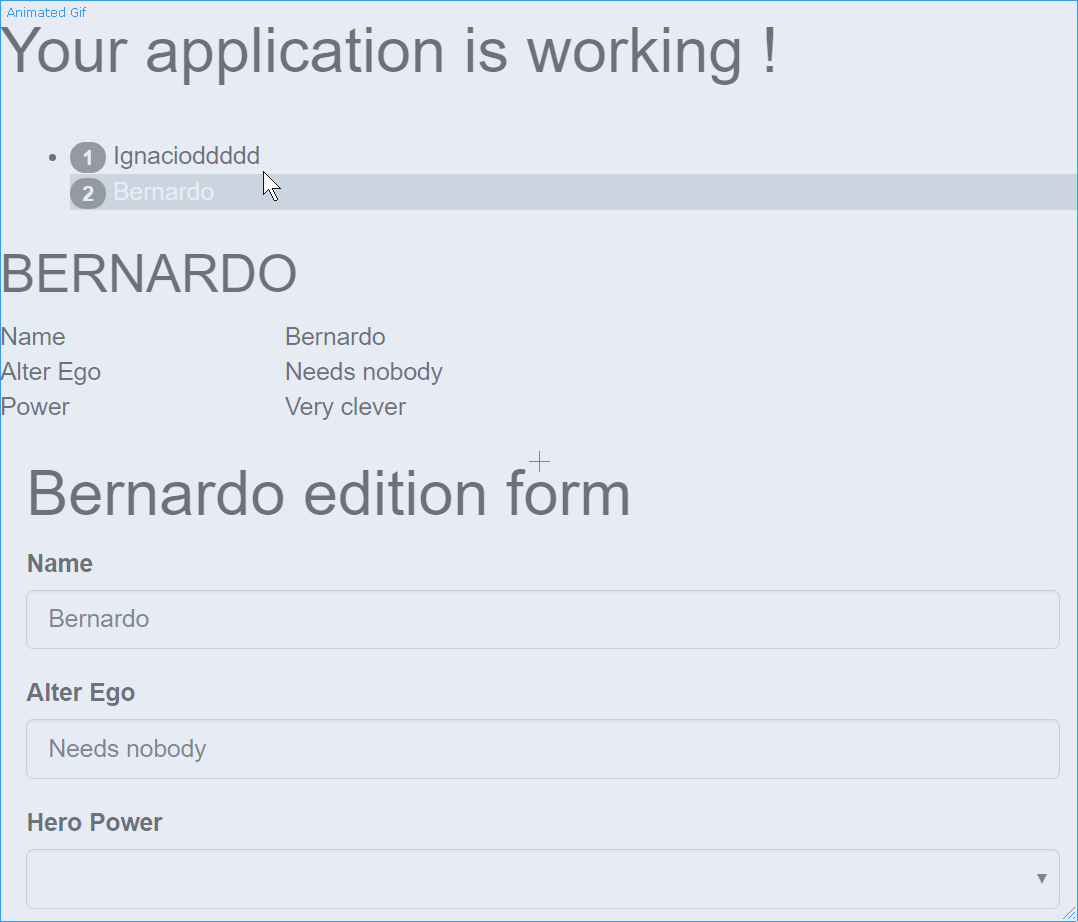 Animated Gif
Your application is working !
1 Ignacioddddd
2 Bernardo
BERNARDO
Name Bernardo
Alter Ego Needs nobody
Power Very clever
Bernardo edition form
Name
Bernardo
Alter Ego
Needs nobody
Hero Power